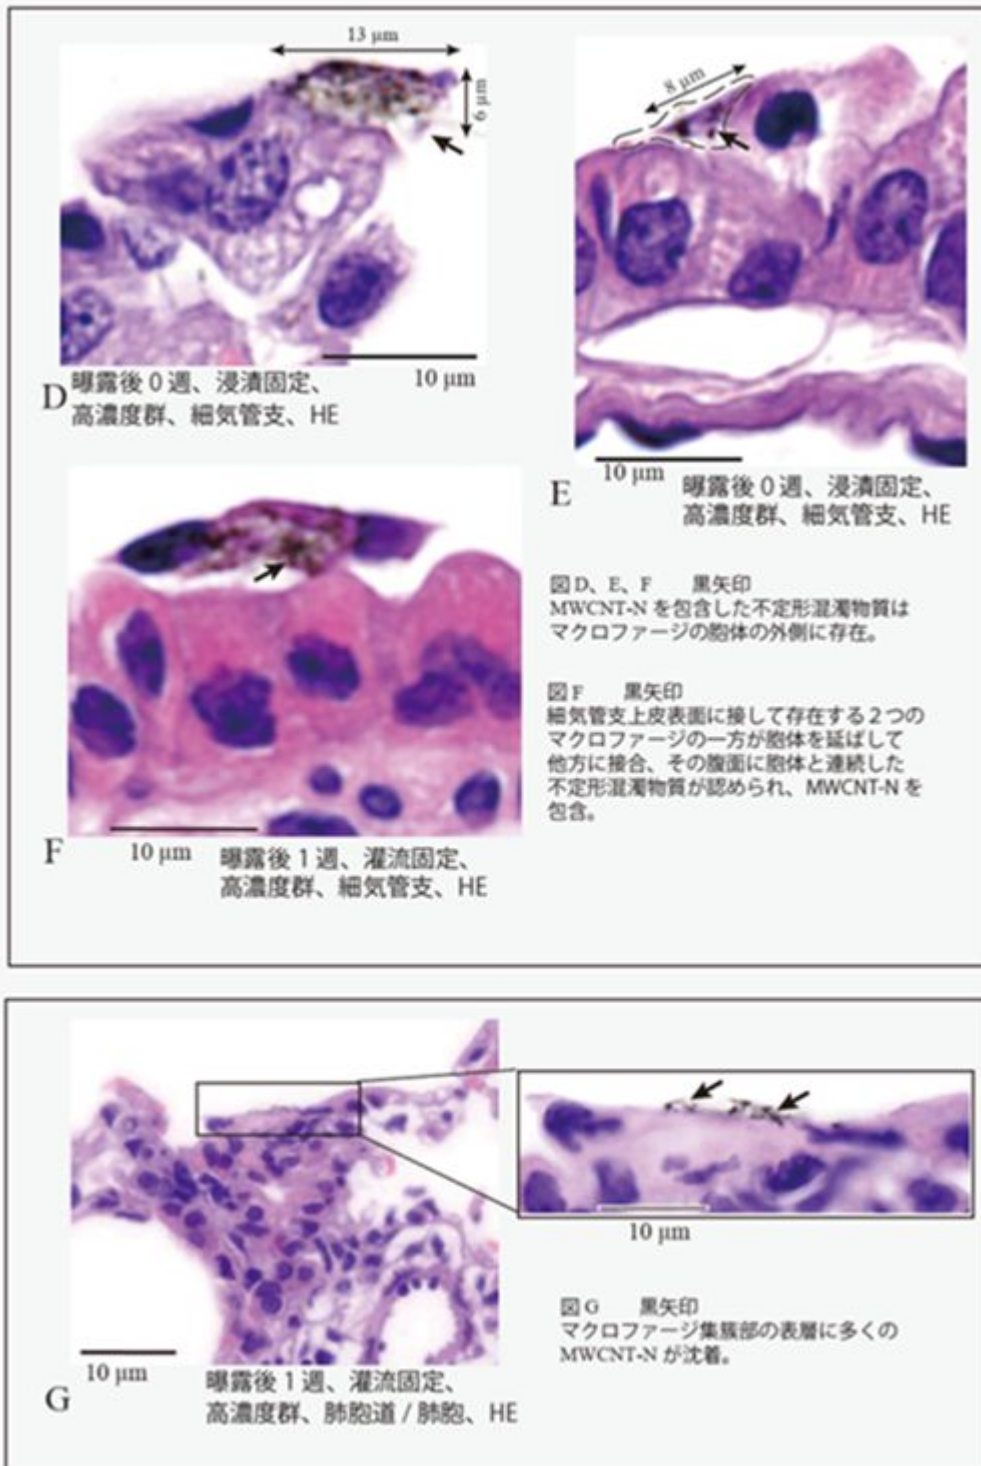 13 μm
6 μm
8 μm
10 μm
D
曝露後 0 週、浸漬固定、
高濃度群、細気管支、HE
10 μm
E
曝露後 0 週、浸漬固定、
高濃度群、細気管支、HE
図 D、E、F 黒矢印
MWCNT-N を包含した不定形混濁物質は
マクロファージの胞体の外側に存在。
図 F 黒矢印
細気管支上皮表面に接して存在する２つの
マクロファージの一方が胞体を延ばして
他方に接合、その腹面に胞体と連続した
不定形混濁物質が認められ、MWCNT-N を
包含。
F
10 μm
曝露後 1 週、灌流固定、
高濃度群、細気管支、HE
10 μm
図 G 黒矢印
マクロファージ集簇部の表層に多くの
MWCNT-N が沈着。
10 μm
G
曝露後 1 週、灌流固定、
高濃度群、肺胞道 / 肺胞、HE